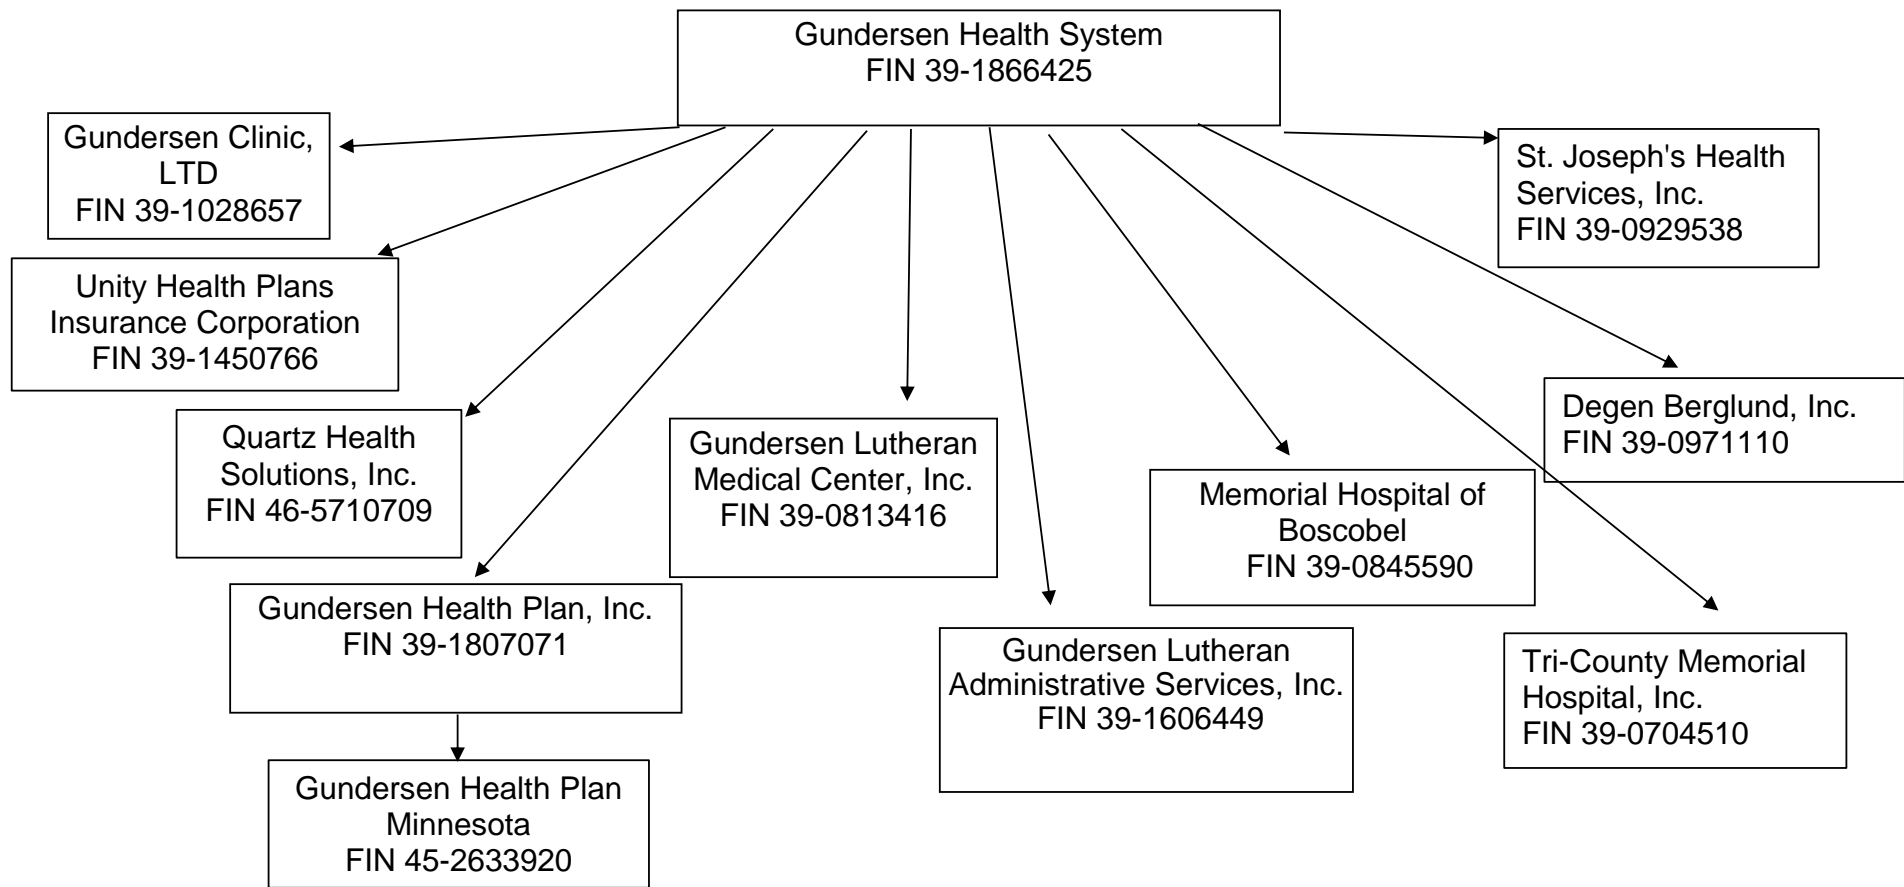 Gundersen Health System
FIN 39-1866425
Gundersen Clinic,
LTD
FIN 39-1028657
St. Joseph's Health
Services, Inc.
FIN 39-0929538
Unity Health Plans
Insurance Corporation
FIN 39-1450766
Degen Berglund, Inc.
FIN 39-0971110
Quartz Health
Solutions, Inc.
FIN 46-5710709
Gundersen Lutheran
Medical Center, Inc.
FIN 39-0813416
Memorial Hospital of
Boscobel
FIN 39-0845590
Gundersen Health Plan, Inc.
FIN 39-1807071
Gundersen Lutheran
Administrative Services, Inc.
FIN 39-1606449
Tri-County Memorial
Hospital, Inc.
FIN 39-0704510
Gundersen Health Plan
Minnesota
FIN 45-2633920